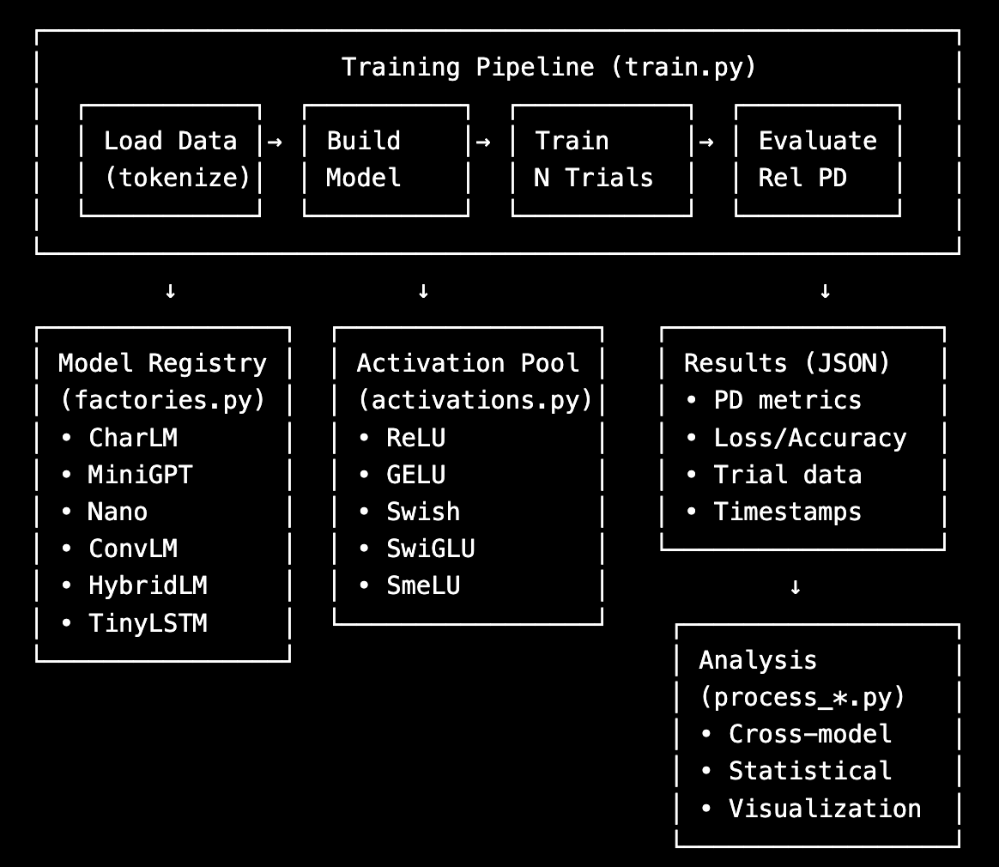 Training Pipeline (train.py)
Load Data → Build → Train → Evaluate
(tokenize) Model N Trials Rel PD
↓ ↓ ↓
Model Registry
(factories.py)
• CharLM
• MiniGPT
• Nano
• ConvLM
• HybridLM
• TinyLSTM
Activation Pool
(activations.py)
• ReLU
• GELU
• Swish
• SwiGLU
• SmeLU
Results (JSON)
• PD metrics
• Loss/Accuracy
• Trial data
• Timestamps
↓
Analysis
(process_*.py)
• Cross-model
• Statistical
• Visualization